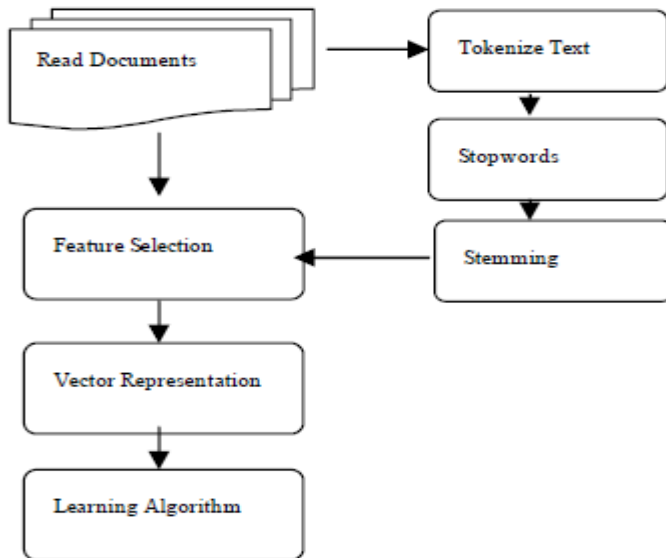 Read Documents
Tokenize Text
Stopwords
Stemming
Feature Selection
Vector Representation
Learning Algorithm